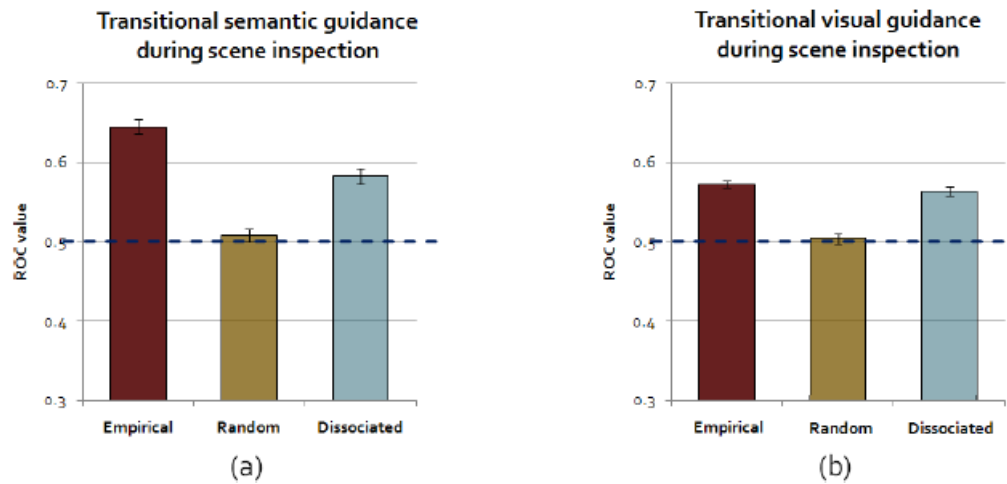 Transitional semantic guidance
during scene inspection
0.7
0.6
0.5
0.4
0.3
ROC value
Empirical Random Dissociated
(a)
Transitional visual guidance
during scene inspection
0.7
0.6
0.5
0.4
0.3
ROC value
Empirical Random Dissociated
(b)